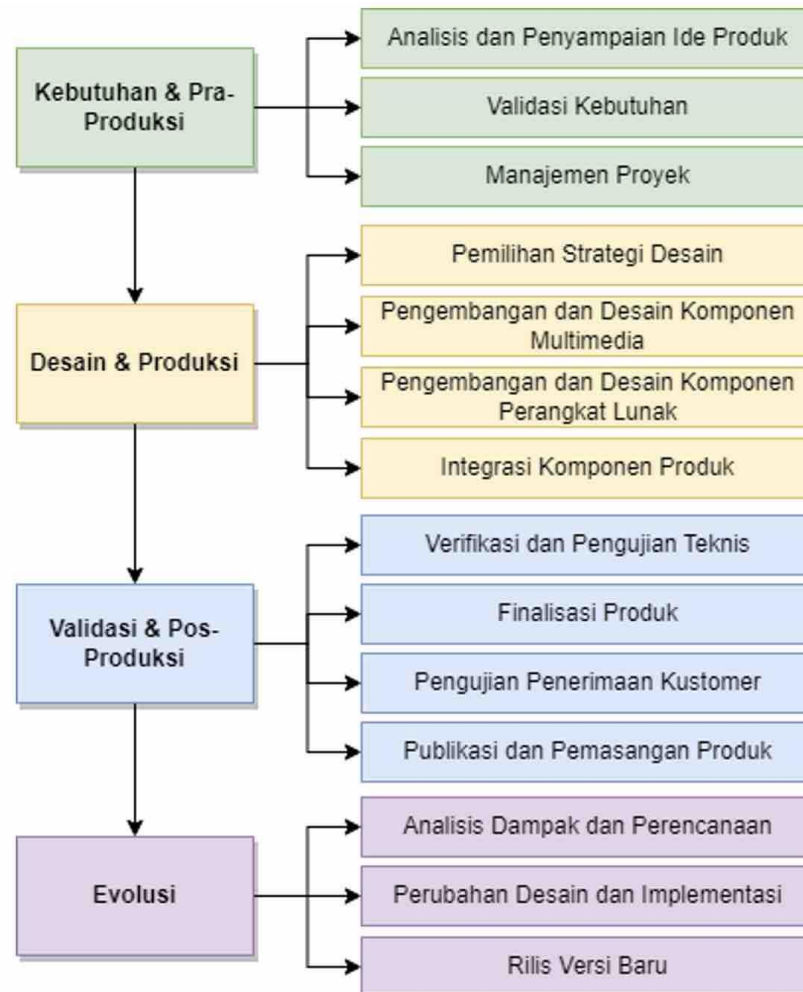 Kebutuhan & Pra-
Produksi
Analisis dan Penyampaian Ide Produk
Validasi Kebutuhan
Manajemen Proyek
Desain & Produksi
Pemilihan Strategi Desain
Pengembangan dan Desain Komponen
Multimedia
Pengembangan dan Desain Komponen
Perangkat Lunak
Integrasi Komponen Produk
Validasi & Pos-
Produksi
Verifikasi dan Pengujian Teknis
Finalisasi Produk
Pengujian Penerimaan Kustomer
Publikasi dan Pemasangan Produk
Evolusi
Analisis Dampak dan Perencanaan
Perubahan Desain dan Implementasi
Rilis Versi Baru